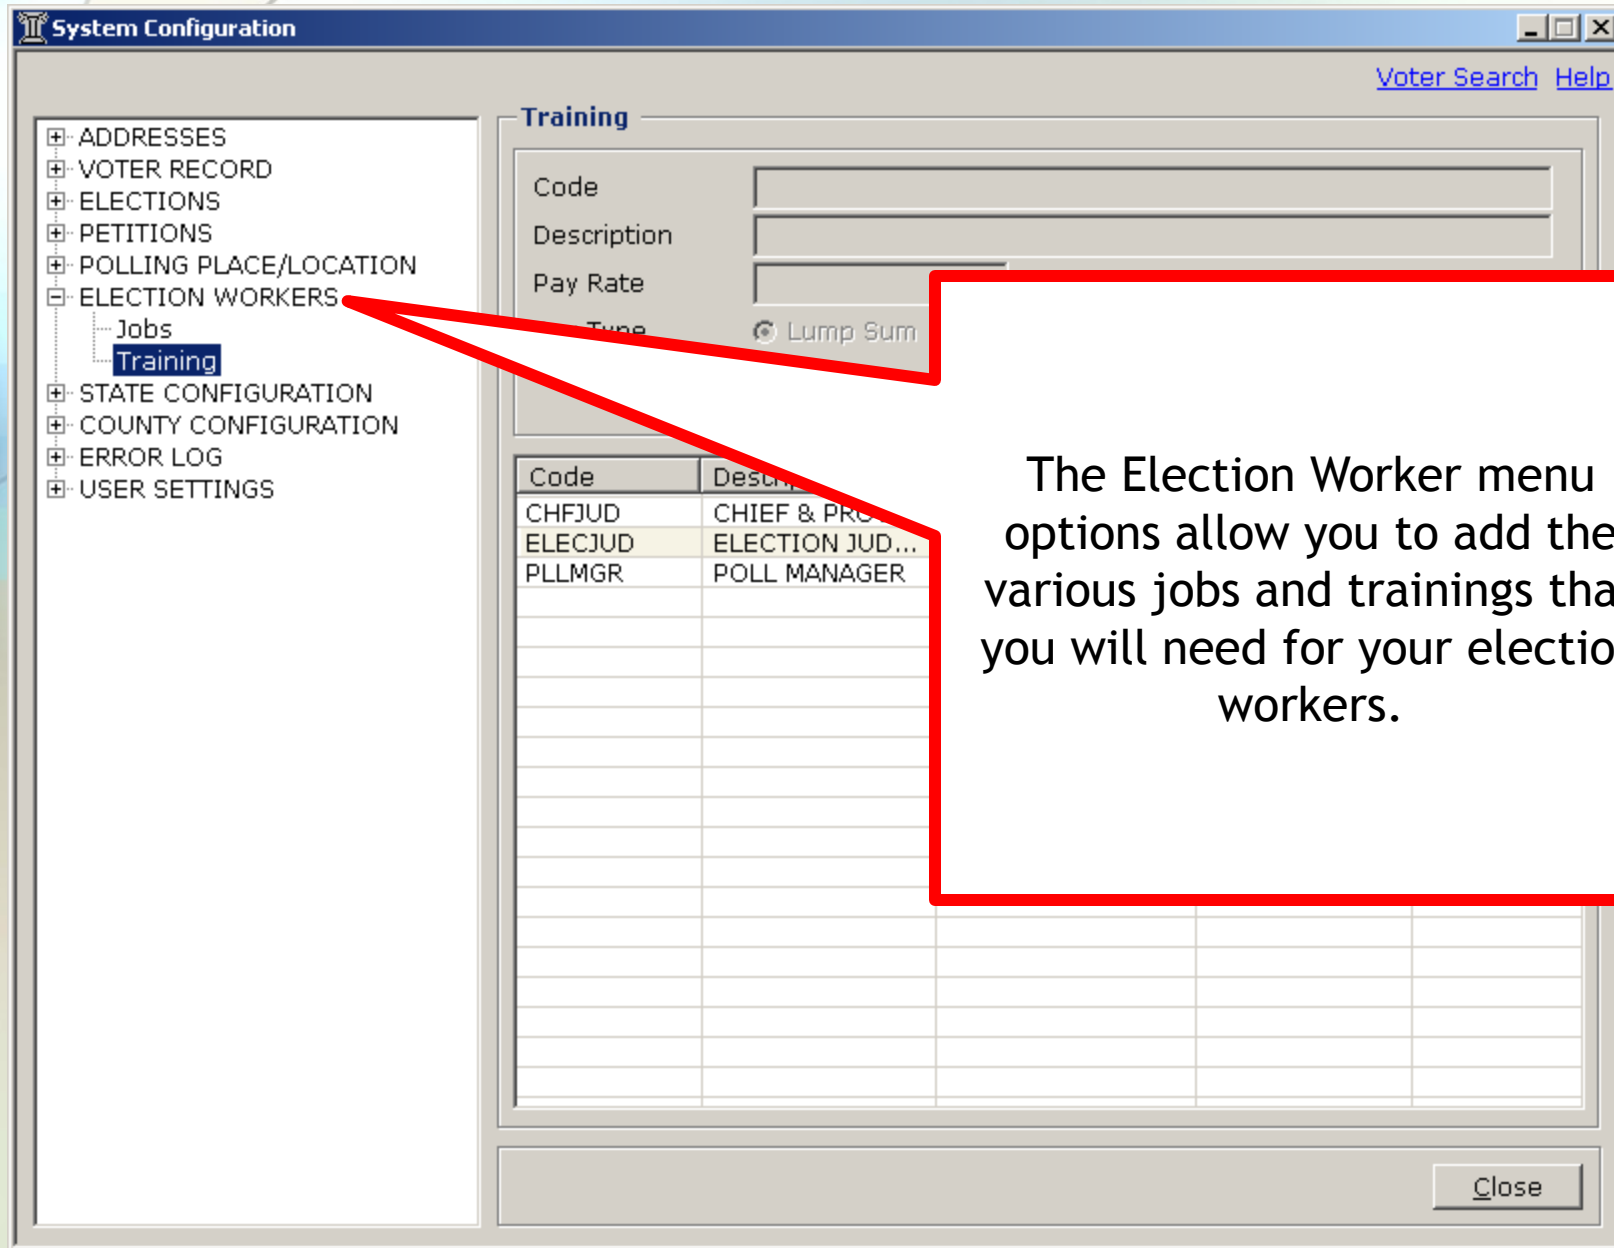 System Configuration
Voter Search Help
ADDRESSES
VOTER RECORD
ELECTIONS
PETITIONS
POLLING PLACE/LOCATION
ELECTION WORKERS
Jobs
Training
STATE CONFIGURATION
COUNTY CONFIGURATION
ERROR LOG
USER SETTINGS
Training
Code
Description
Pay Rate
Type
Lump Sum
Code
CHFJUD CHIEF &
ELECJUD ELECTION JUD...
PLLMGR POLL MANAGER
The Election Worker menu
options allow you to add the
various jobs and trainings tha
you will need for your electio
workers.
Close